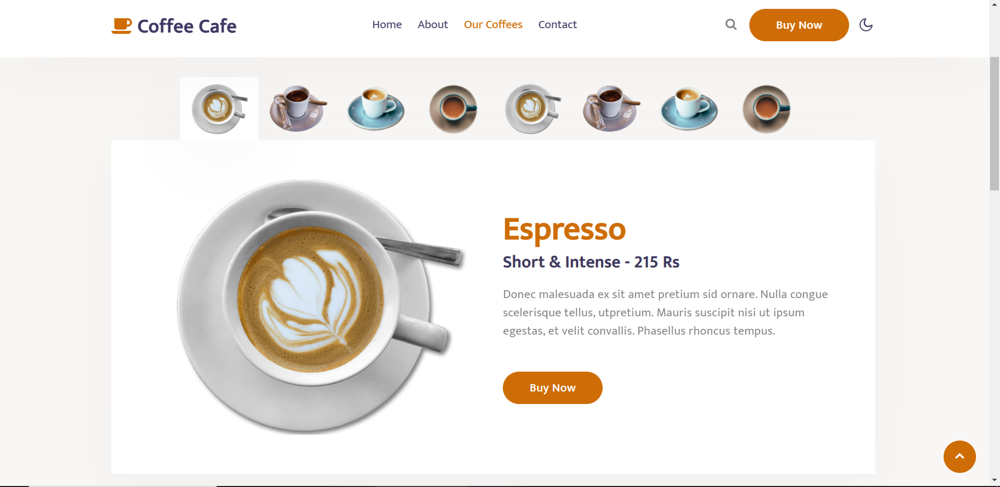 Coffee Cafe
Home About Our Coffees Contact
Buy Now
Espresso
Short & Intense - 215 Rs
Donec malesuada ex sit amet pretium sid ornare. Nulla congue
scelerisque tellus, utpretium. Mauris suscipit nisi ut ipsum
egestas, et velit convallis. Phasellus rhoncus tempus.
Buy Now